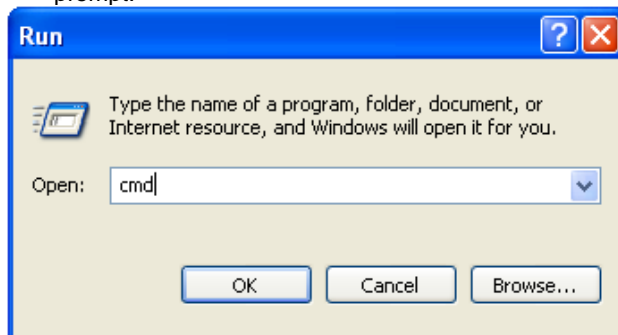 prompt.
Run
Type the name of a program, folder, document, or
Internet resource, and Windows will open it for you.
Open: cmd
OK Cancel Browse...